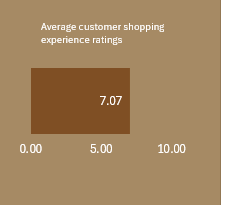 Average customer shopping
experience ratings
7.07
0.00 5.00 10.00